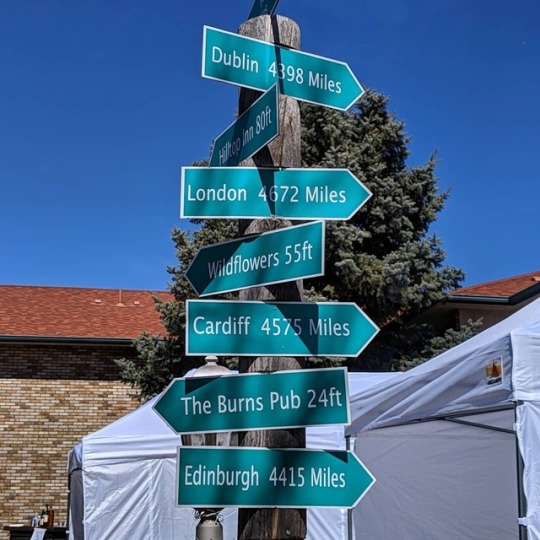 Dublin 4398 Miles
Hilltop Inn 80ft
London 4672 Miles
Wildflowers 55ft
Cardiff 4575 Miles
The Burns Pub 24ft
Edinburgh 4415 Miles